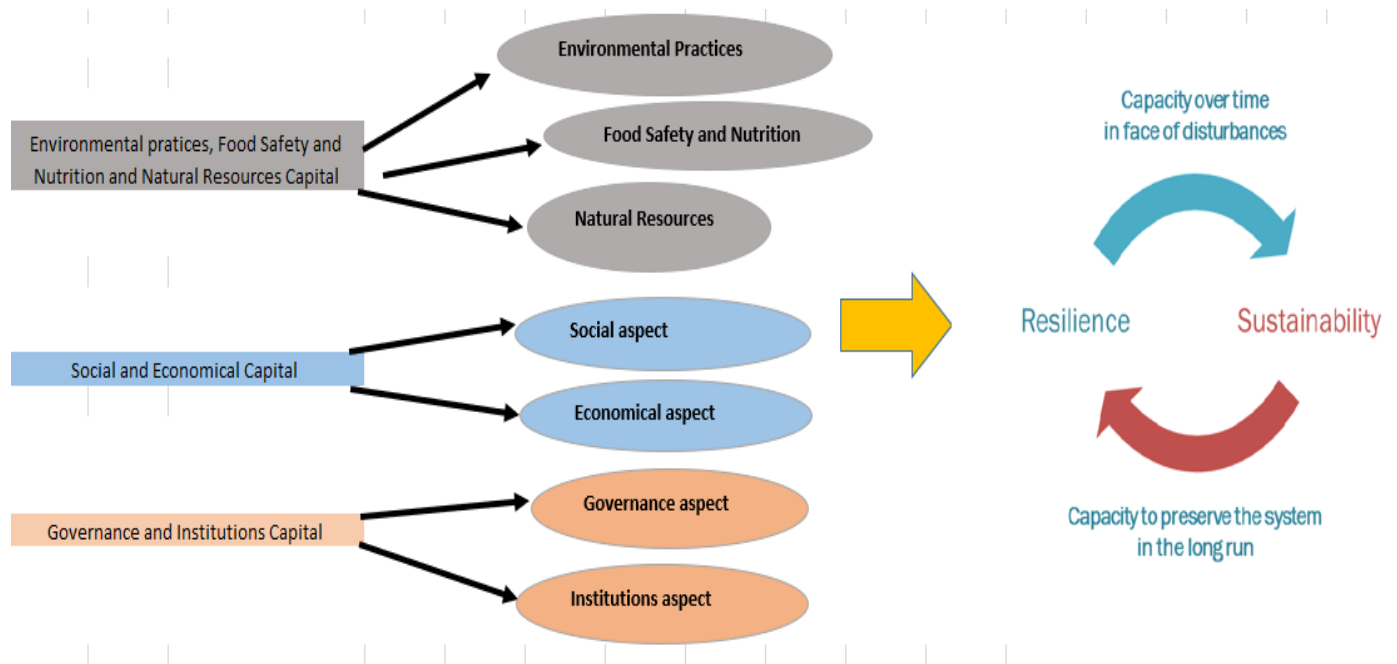 Environmental pratices, Food Safety and
Nutrition and Natural Resources Capital
Environmental Practices
Food Safety and Nutrition
Natural Resources
Social and Economical Capital
Social aspect
Economical aspect
Governance and Institutions Capital
Governance aspect
Institutions aspect
Capacity over time
in face of disturbances
Resilience
Sustainability
Capacity to preserve the system
in the long run